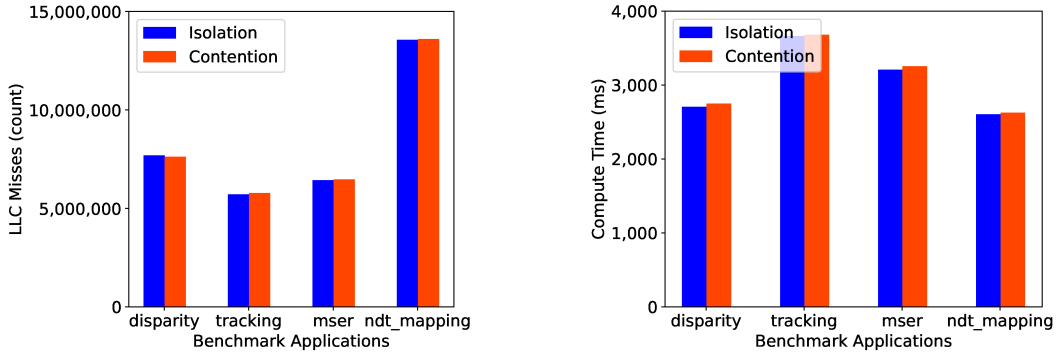 15,000,000
10,000,000
5,000,000
0
LLC Misses (count)
Isolation
Contention
disparity
tracking
mser
ndt_mapping
Benchmark Applications
4,000
3,000
2,000
1,000
0
Compute Time (ms)
Isolation
Contention
disparity
tracking
mser
ndt_mapping
Benchmark Applications